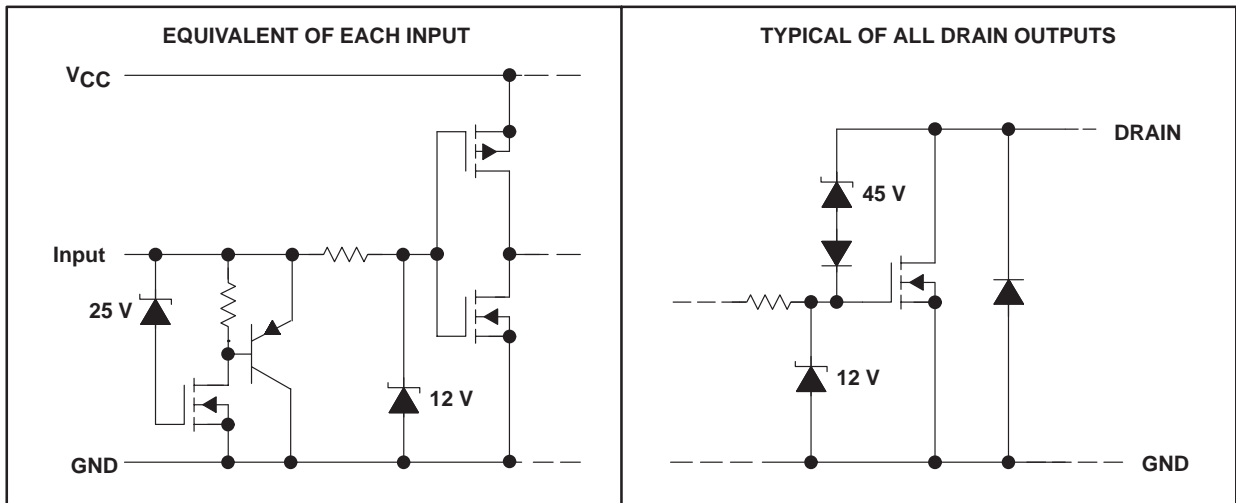 EQUIVALENT OF EACH INPUT
VCC
Input
25 V
12 V
GND
TYPICAL OF ALL DRAIN OUTPUTS
DRAIN
45 V
12 V
GND